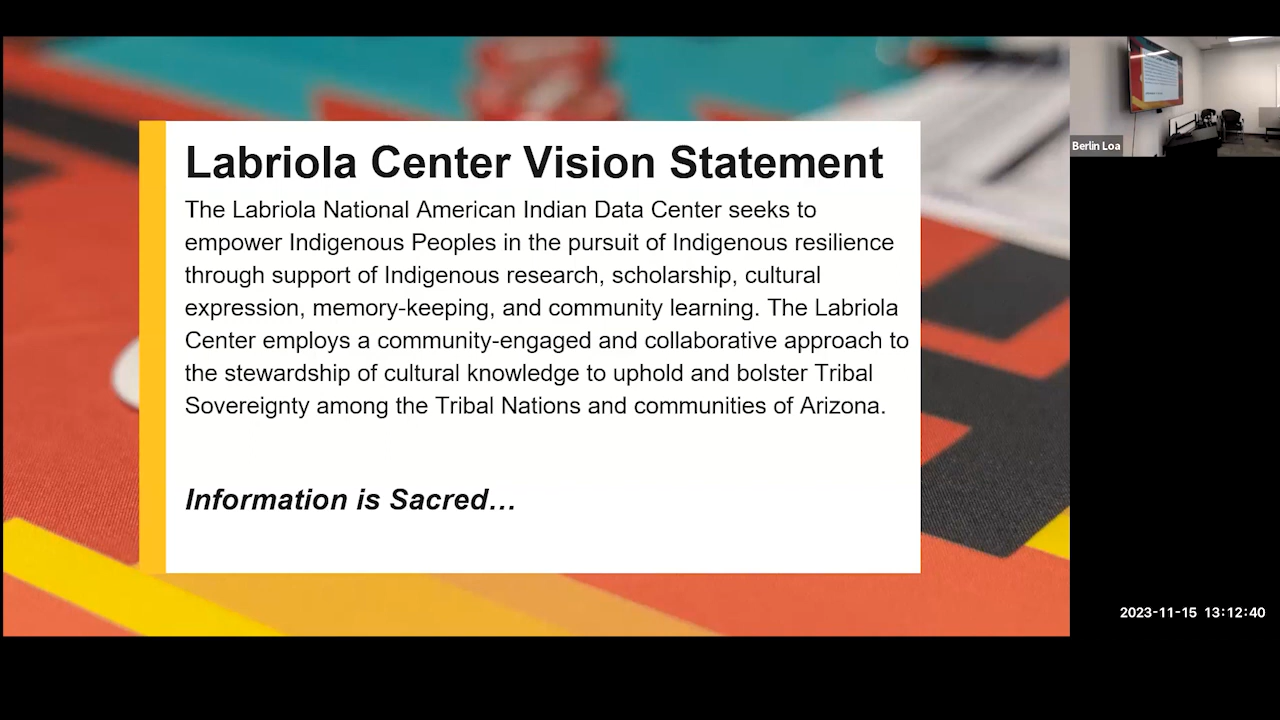 Labriola Center Vision Statement
The Labriola National American Indian Data Center seeks to
empower Indigenous Peoples in the pursuit of Indigenous resilience
through support of Indigenous research, scholarship, cultural
expression, memory-keeping, and community learning. The Labriola
Center employs a community-engaged and collaborative approach to
the stewardship of cultural knowledge to uphold and bolster Tribal
Sovereignty among the Tribal Nations and communities of Arizona.
Information is Sacred…
Berlin Loa
2023-11-15 13:12:40